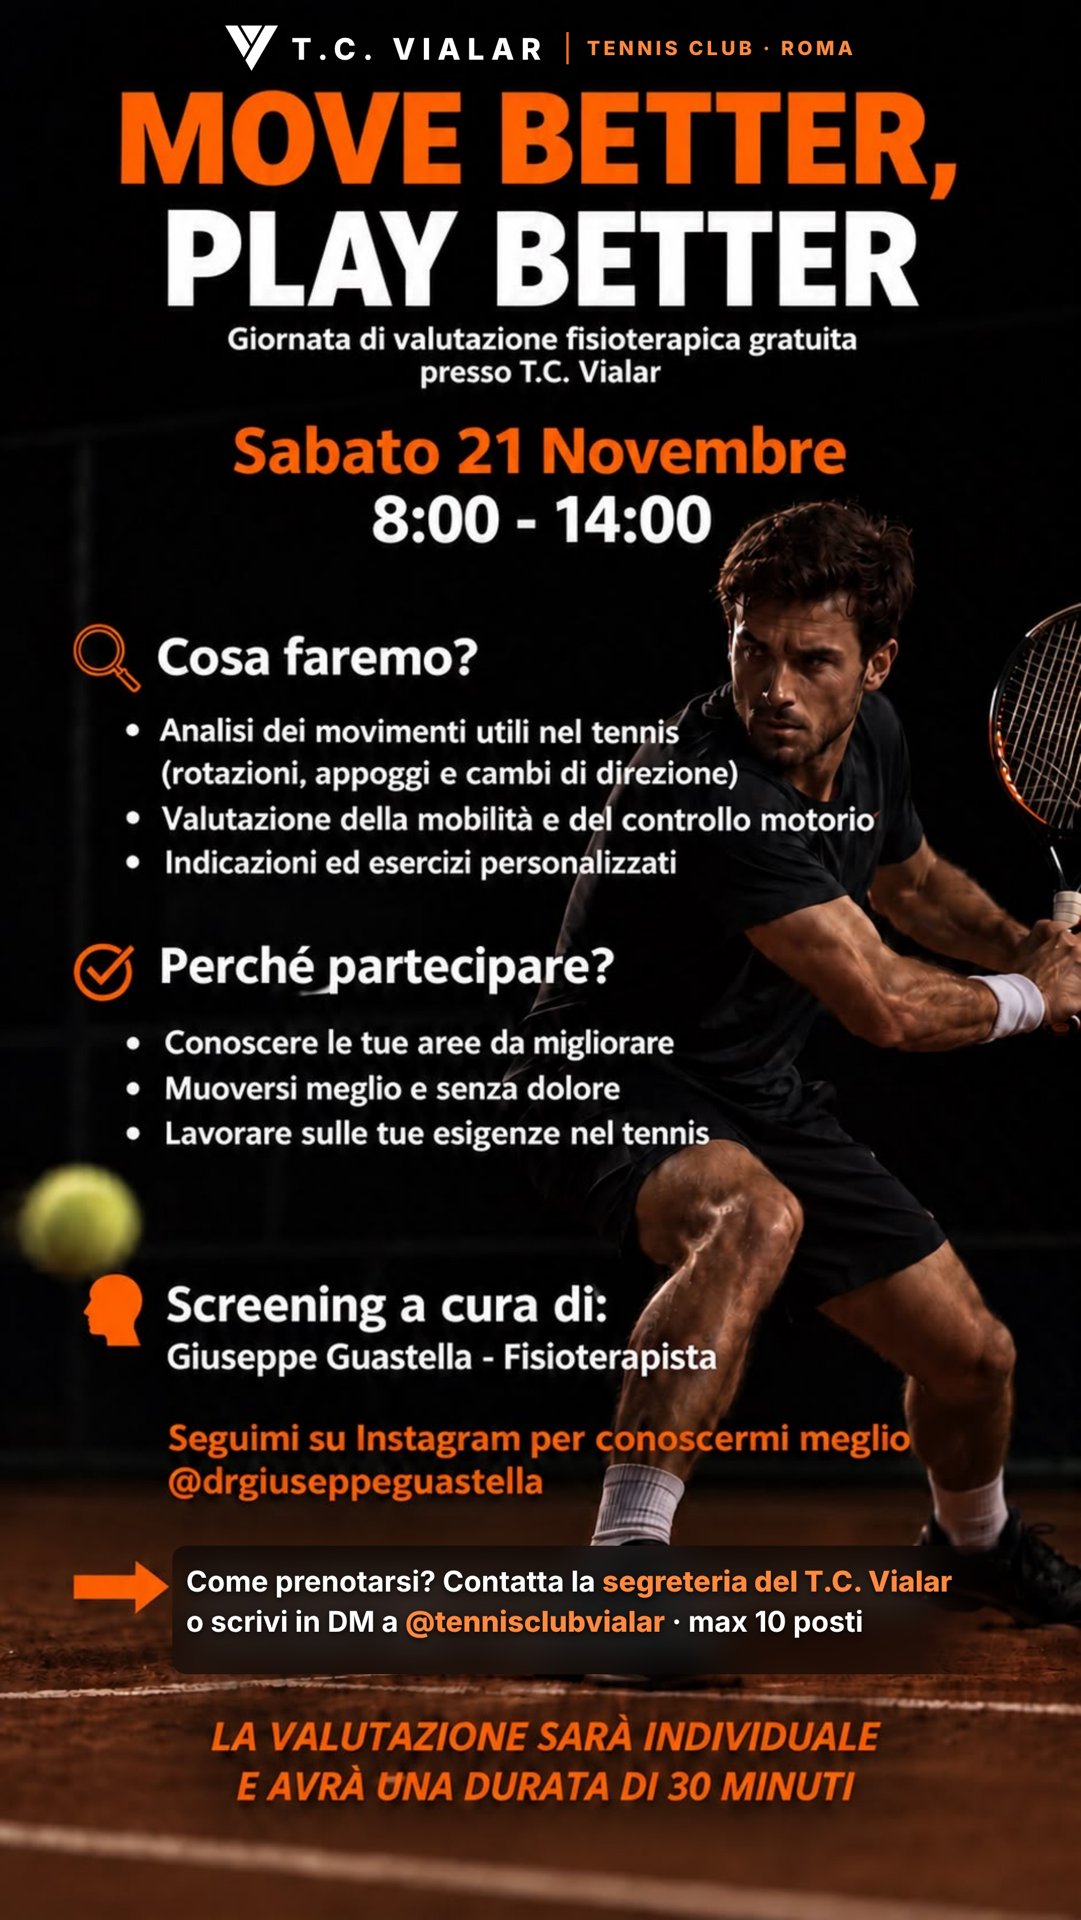 T.C. VIALAR | TENNIS CLUB · ROMA
MOVE BETTER,
PLAY BETTER
Giornata di valutazione fisioterapica gratuita
presso T.C. Vialar
Sabato 21 Novembre
8:00 - 14:00
Cosa faremo?
• Analisi dei movimenti utili nel tennis
(rotazioni, appoggi e cambi di direzione)
• Valutazione della mobilità e del controllo motorio
• Indicazioni ed esercizi personalizzati
Perché partecipare?
• Conoscere le tue aree da migliorare
• Muoversi meglio e senza dolore
• Lavorare sulle tue esigenze nel tennis
Screening a cura di:
Giuseppe Guastella - Fisioterapista
Seguimi su Instagram per conoscermi meglio
@drgiuseppeguastella
Come prenotarsi? Contatta la segreteria del T.C. Vialar
o scrivi in DM a @tennisclubvialar · max 10 posti
LA VALUTAZIONE SARÀ INDIVIDUALE
E AVRÀ UNA DURATA DI 30 MINUTI